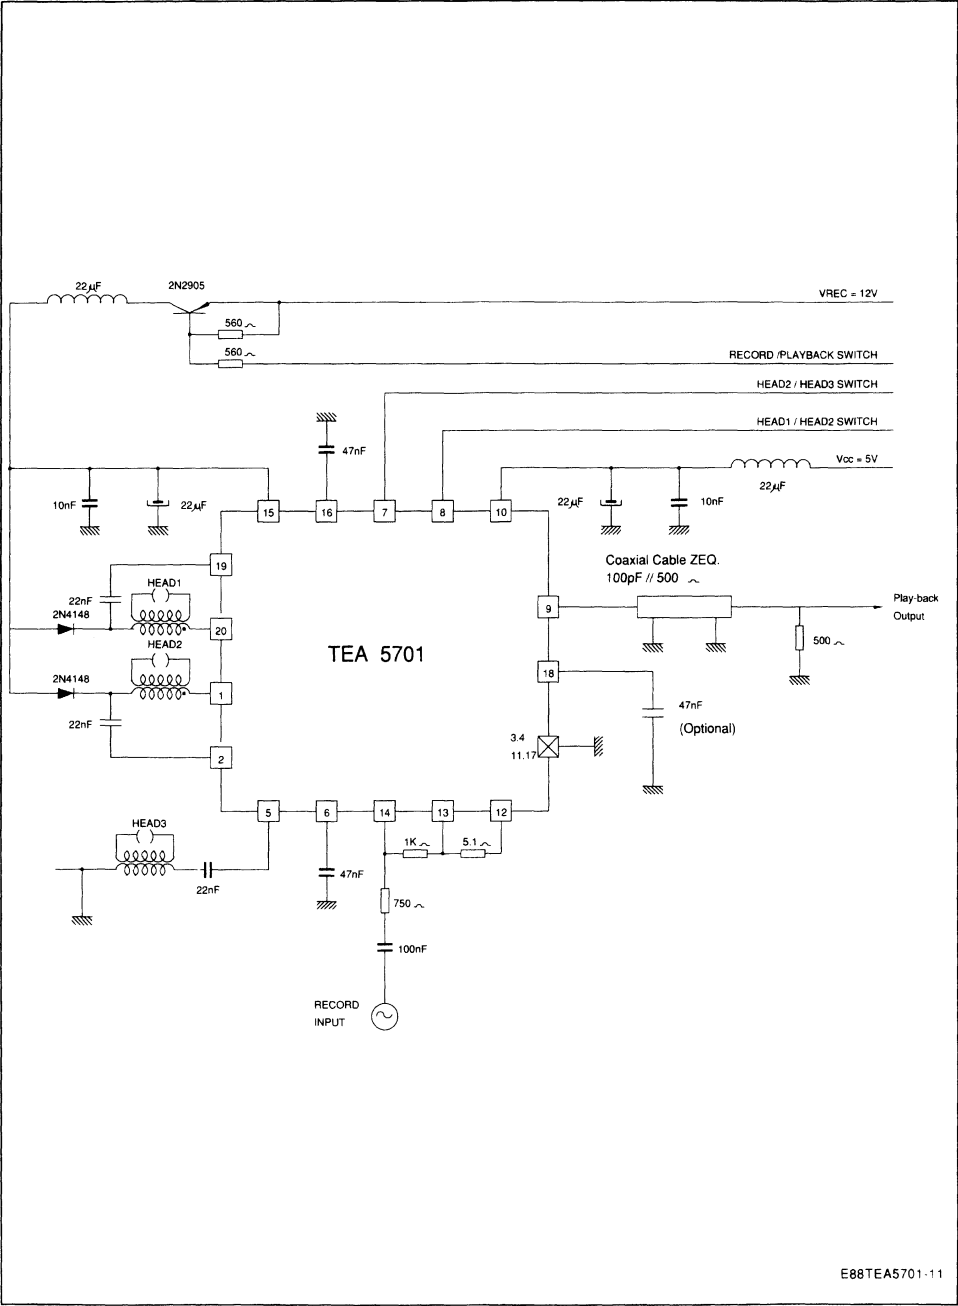 22µF
2N2905
VREC = 12V
560 ⏦
560 ⏦
RECORD /PLAYBACK SWITCH
HEAD2 / HEAD3 SWITCH
HEAD1 / HEAD2 SWITCH
47nF
Vcc = 5V
22µF
10nF
22µF
22µF
10nF
15
16
7
8
10
Coaxial Cable ZEQ.
100pF // 500 ⏦
19
HEAD1
22nF
2N4148
20
HEAD2
9
Play-back
Output
500 ⏦
TEA 5701
18
2N4148
1
22nF
47nF
(Optional)
3.4
11.17
2
5
6
14
13
12
HEAD3
1K ⏦
5.1 ⏦
22nF
47nF
750 ⏦
100nF
RECORD
INPUT
E88TEA5701-11